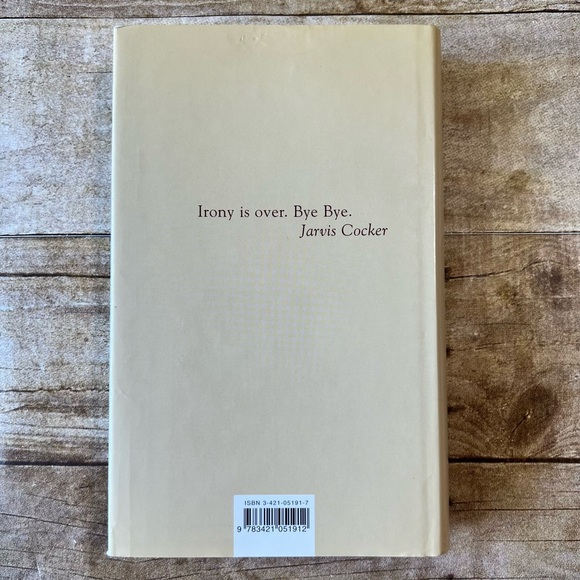 Irony is over. Bye Bye.
Jarvis Cocker
ISBN 3-421-05191-7
9 783421 051912